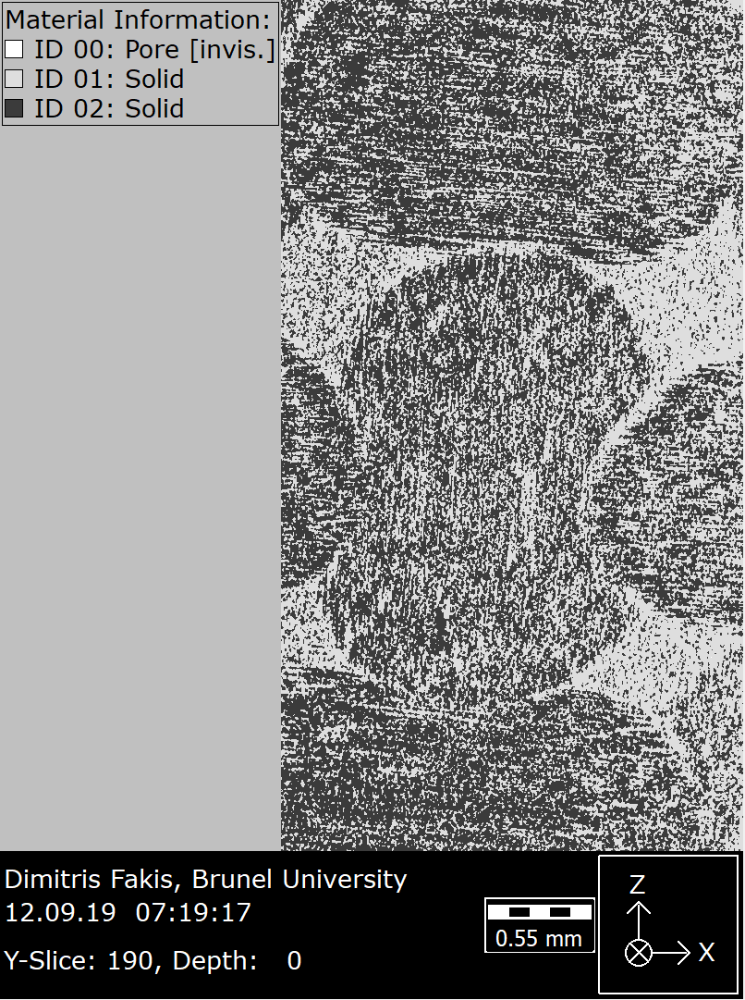 Material Information:
ID 00: Pore [invis.]
ID 01: Solid
ID 02: Solid
Dimitris Fakis, Brunel University
12.09.19 07:19:17
Y-Slice: 190, Depth: 0
0.55 mm
Z
X